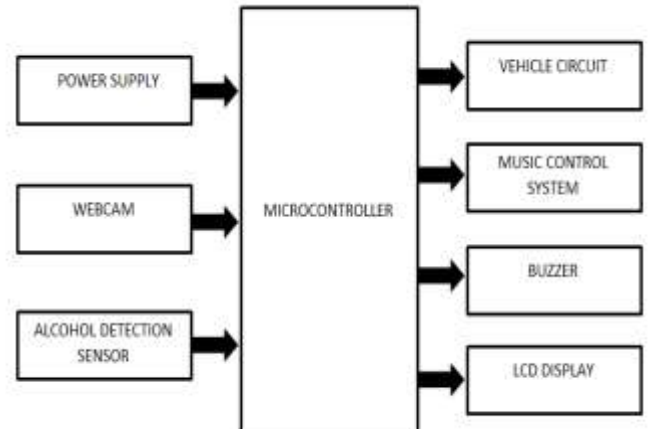 POWER SUPPLY
WEBCAM
ALCOHOL DETECTION
SENSOR
MICROCONTROLLER
VEHICLE CIRCUIT
MUSIC CONTROL
SYSTEM
BUZZER
LCD DISPLAY